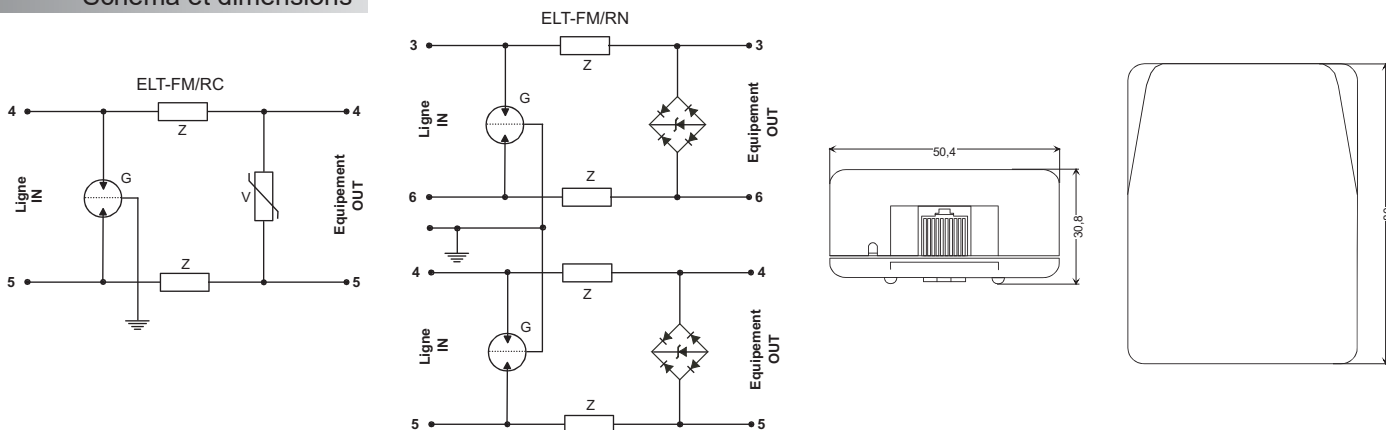 Schéma et dimensions
ELT-FM/RC
4
Z
4
Ligne
IN
G
V
Equipement
OUT
5
Z
5
ELT-FM/RN
3
Z
3
Ligne
IN
G
Equipement
OUT
6
Z
6
4
Z
4
Ligne
IN
G
Equipement
OUT
5
Z
5
50,4
30,8